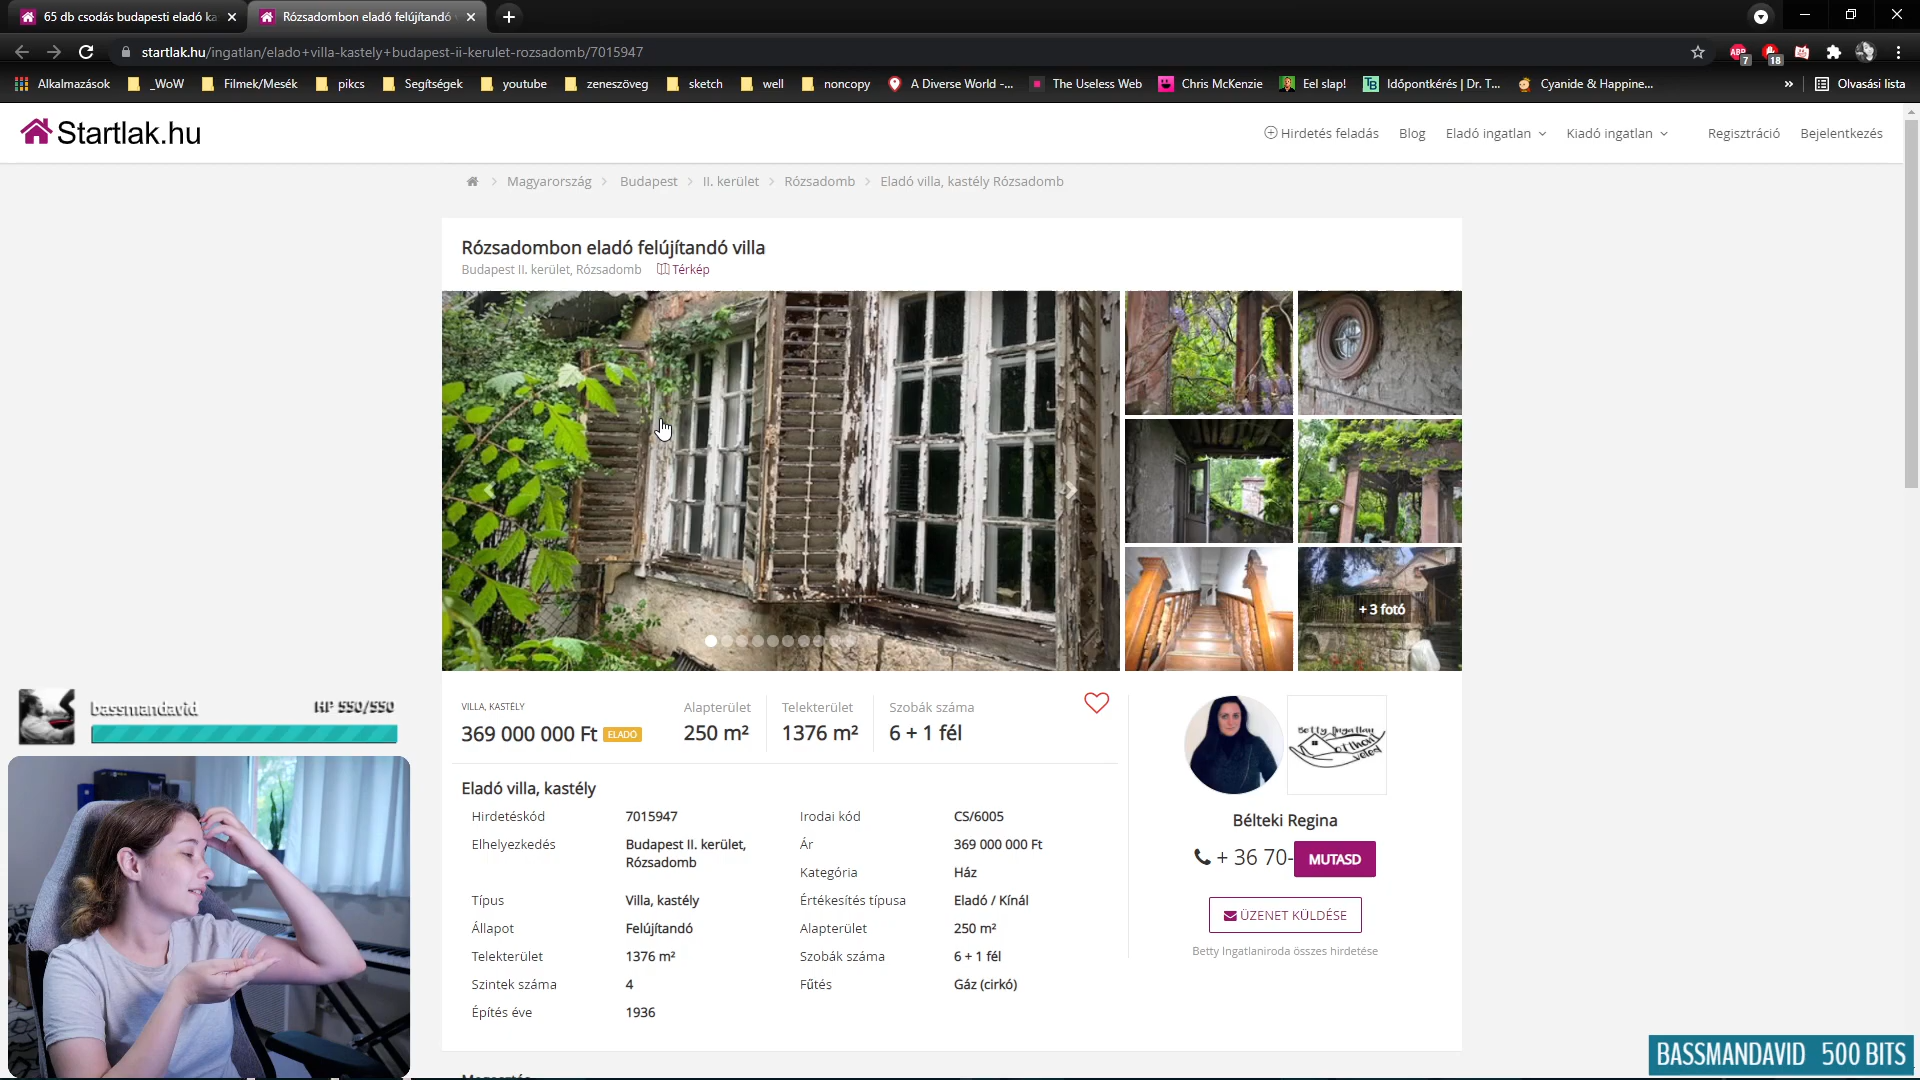 65 db csodás budapesti eladó ka
Rózsadombon eladó felújítandó
startlak.hu/ingatlan/elado+villa-kastely+budapest-ii-kerulet-rozsadomb/7015947
ABP
7
18
Alkalmazások
_WoW
Filmek/Mesék
pikcs
Segítségek
youtube
zeneszöveg
sketch
well
noncopy
A Diverse World -...
The Useless Web
Chris McKenzie
Eel slap!
Időpontkérés | Dr. T...
Cyanide & Happine...
»
Olvasási lista
Startlak.hu
Hirdetés feladás
Blog
Eladó ingatlan
Kiadó ingatlan
Regisztráció
Bejelentkezés
Magyarország
Budapest
II. kerület
Rózsadomb
Eladó villa, kastély Rózsadomb
Rózsadombon eladó felújítandó villa
Budapest II. kerület, Rózsadomb
Térkép
+ 3 fotó
VILLA, KASTÉLY
369 000 000 Ft
ELADÓ
Alapterület
250 m²
Telekterület
1376 m²
Szobák száma
6 + 1 fél
Eladó villa, kastély
Hirdetéskód 7015947
Irodai kód CS/6005
Elhelyezkedés Budapest II. kerület,
Rózsadomb
Ár 369 000 000 Ft
Kategória Ház
Típus Villa, kastély
Értékesítés típusa Eladó / Kínál
Állapot Felújítandó
Alapterület 250 m²
Telekterület 1376 m²
Szobák száma 6 + 1 fél
Szintek száma 4
Fűtés Gáz (cirkó)
Építés éve 1936
Betty Ingatlan
otthont
veled
Bélteki Regina
+ 36 70-
MUTASD
ÜZENET KÜLDÉSE
Betty Ingatlaniroda összes hirdetése
bassmandavid
HP 550/550
BASSMANDAVID 500 BITS